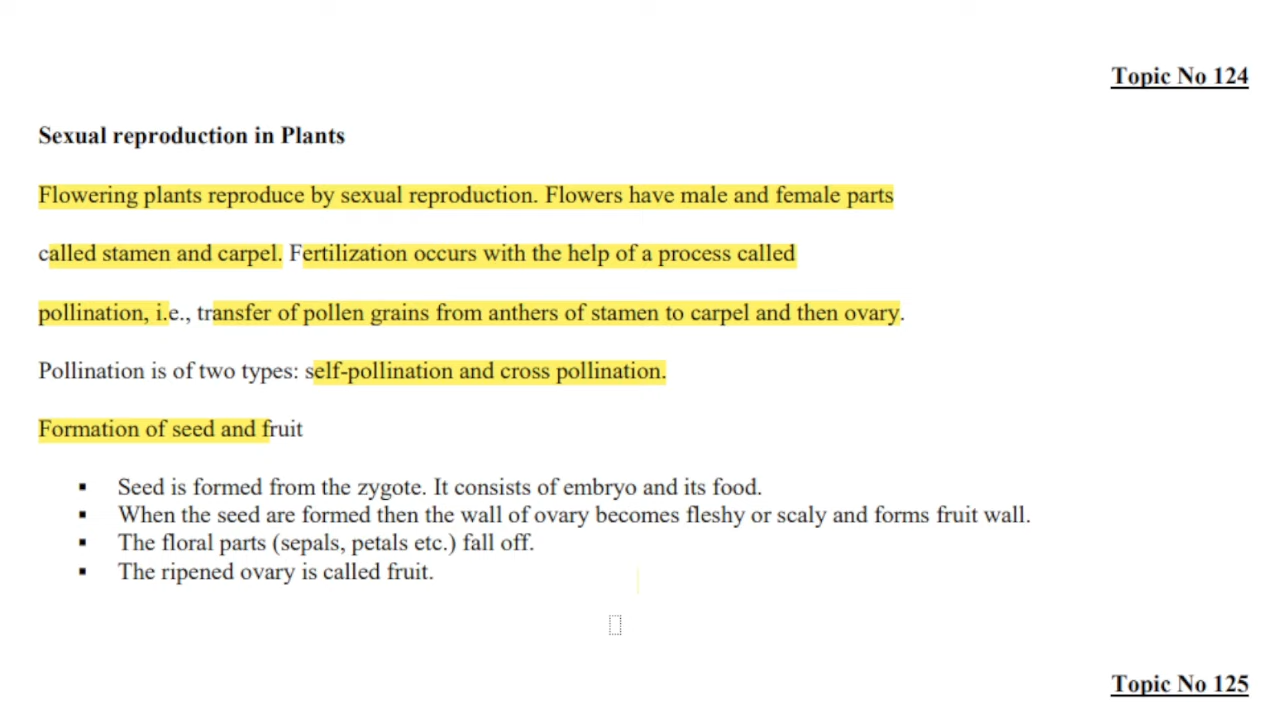 Topic No 124
Sexual reproduction in Plants
Flowering plants reproduce by sexual reproduction. Flowers have male and female parts
called stamen and carpel. Fertilization occurs with the help of a process called
pollination, i.e., transfer of pollen grains from anthers of stamen to carpel and then ovary.
Pollination is of two types: self-pollination and cross pollination.
Formation of seed and fruit
▪ Seed is formed from the zygote. It consists of embryo and its food.
▪ When the seed are formed then the wall of ovary becomes fleshy or scaly and forms fruit wall.
▪ The floral parts (sepals, petals etc.) fall off.
▪ The ripened ovary is called fruit.
Topic No 125